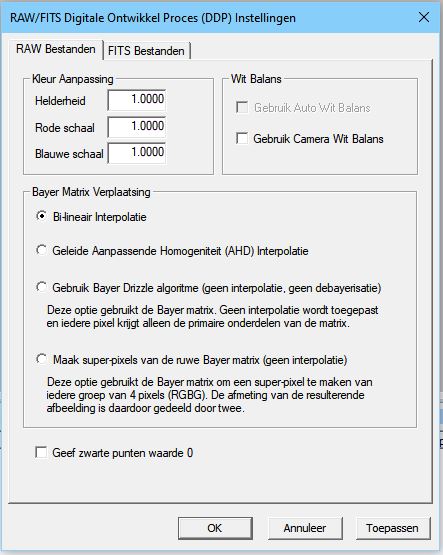 RAW/FITS Digitale Ontwikkel Proces (DDP) Instellingen
RAW Bestanden
FITS Bestanden
Kleur Aanpassing
Helderheid 1.0000
Rode schaal 1.0000
Blauwe schaal 1.0000
Wit Balans
Gebruik Auto Wit Balans
Gebruik Camera Wit Balans
Bayer Matrix Verplaatsing
Bi-lineair Interpolatie
Geleide Aanpassende Homogeniteit (AHD) Interpolatie
Gebruik Bayer Drizzle algoritme (geen interpolatie, geen debayerisatie)
Deze optie gebruikt de Bayer matrix. Geen interpolatie wordt toegepast
en iedere pixel krijgt alleen de primaire onderdelen van de matrix.
Maak super-pixels van de ruwe Bayer matrix (geen interpolatie)
Deze optie gebruikt de Bayer matrix om een super-pixel te maken van
iedere groep van 4 pixels (RGBG). De afmeting van de resulterende
afbeelding is daardoor gedeeld door twee.
Geef zwarte punten waarde 0
OK
Annuleer
Toepassen